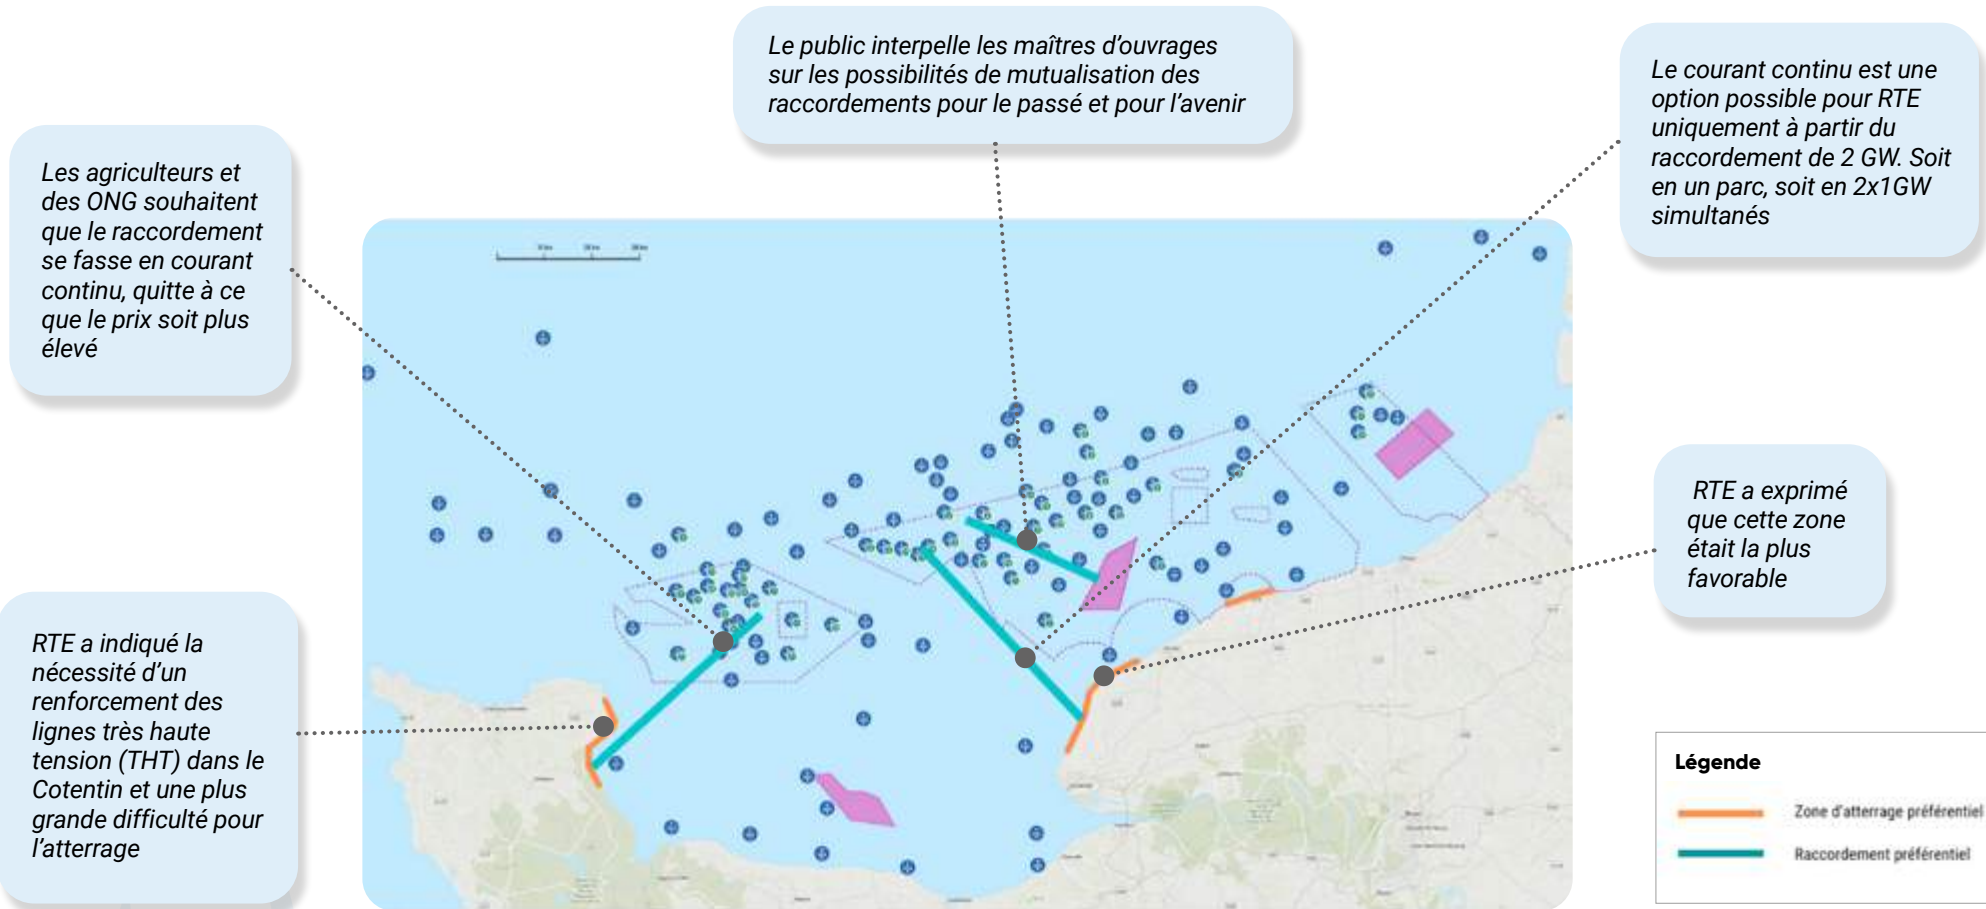 Le public interpelle les maîtres d'ouvrages
sur les possibilités de mutualisation des
raccordements pour le passé et pour l'avenir
Le courant continu est une
option possible pour RTE
uniquement à partir du
raccordement de 2 GW. Soit
en un parc, soit en 2x1GW
simultanés
Les agriculteurs et
des ONG souhaitent
que le raccordement
se fasse en courant
continu, quitte à ce
que le prix soit plus
élevé
RTE a exprimé
que cette zone
était la plus
favorable
RTE a indiqué la
nécessité d'un
renforcement des
lignes très haute
tension (THT) dans le
Cotentin et une plus
grande difficulté pour
l'atterrage
Légende
Zone d'atterrage préférentiel
Raccordement préférentiel